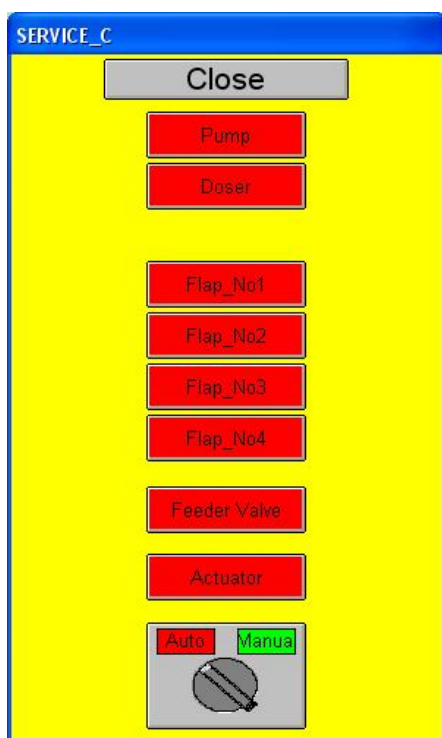 SERVICE_C
Close
Pump
Doser
Flap_No1
Flap_No2
Flap_No3
Flap_No4
Feeder Valve
Actuator
Auto Manua